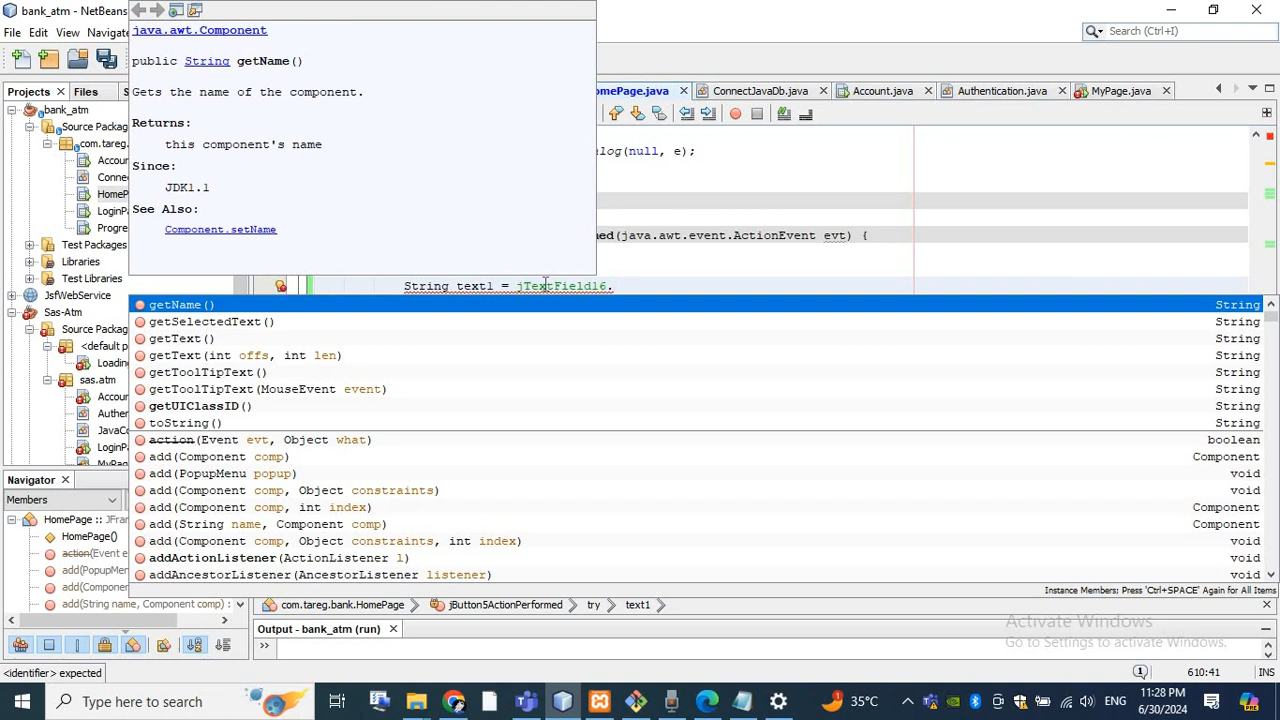 bank_atm - NetBeans
java.awt.Component
public String getName()
Gets the name of the component.
Returns:
this component's name
Since:
JDK1.1
See Also:
Component.setName
File Edit View Navigate
Search (Ctrl+I)
Projects
Files
HomePage.java
ConnectJavaDb.java
Account.java
Authentication.java
MyPage.java
bank_atm
Source Packag
com.tareg.
Accou
Conne
HomeP
LoginP
Progre
Test Packages
Libraries
Test Libraries
JsfWebService
Sas-Atm
Source Packag
<default p
Loadin
sas.atm
Accou
Auther
JavaCo
LoginP
MyPag
alog(null, e);
ed(java.awt.event.ActionEvent evt) {
String text1 = jTextField16.
getName() String
getSelectedText() String
getText() String
getText(int offs, int len) String
getToolTipText() String
getToolTipText(MouseEvent event) String
getUIClassID() String
toString() String
action(Event evt, Object what) boolean
add(Component comp) Component
add(PopupMenu popup) void
add(Component comp, Object constraints) void
add(Component comp, int index) Component
add(String name, Component comp) Component
add(Component comp, Object constraints, int index) void
addActionListener(ActionListener l) void
addAncestorListener(AncestorListener listener) void
Instance Members; Press 'Ctrl+SPACE' Again for All Items
Navigator
Members
HomePage :: JFram
HomePage()
action(Event e
add(PopupMen
add(Compone
add(String name, Component comp) :
com.tareg.bank.HomePage
jButton5ActionPerformed
try
text1
Output - bank_atm (run)
>>
Activate Windows
Go to Settings to activate Windows.
<identifier> expected
1
610:41
INS
Type here to search
35°C
ENG
11:28 PM
6/30/2024